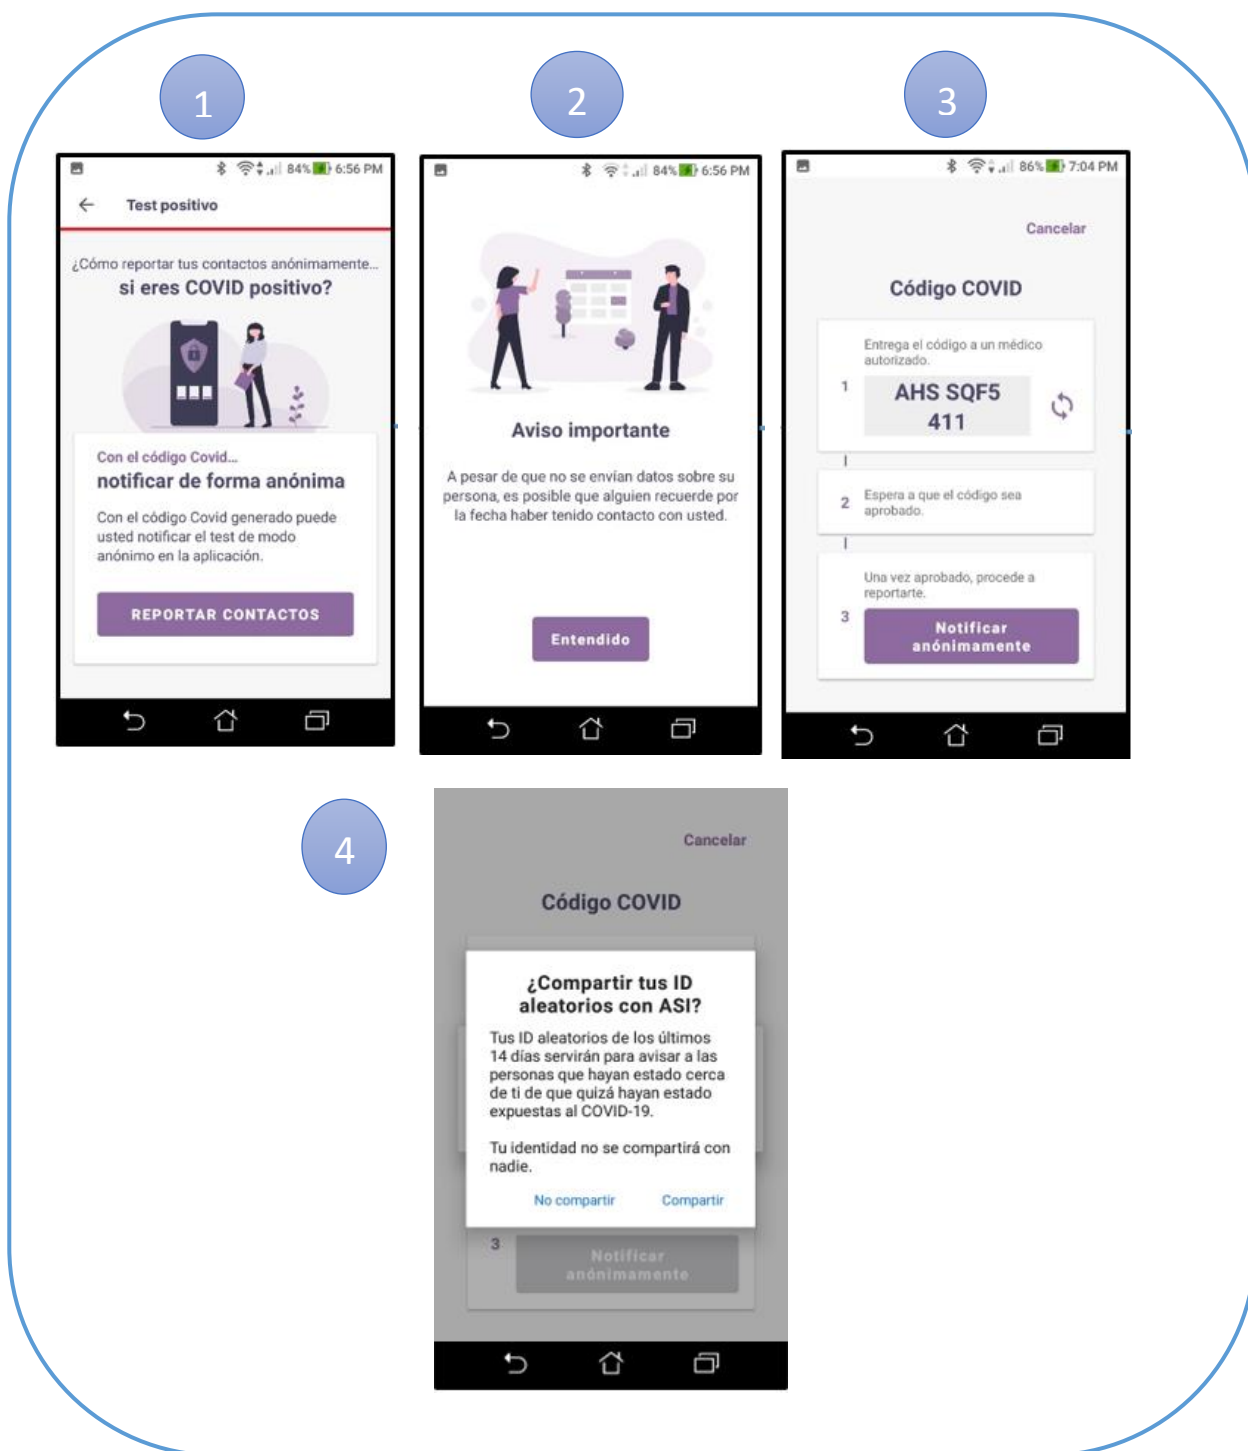 1
84% 6:56 PM
Test positivo
¿Cómo reportar tus contactos anónimamente...
si eres COVID positivo?
Con el código Covid...
notificar de forma anónima
Con el código Covid generado puede
usted notificar el test de modo
anónimo en la aplicación.
REPORTAR CONTACTOS
2
84% 6:56 PM
Aviso importante
A pesar de que no se envían datos sobre su
persona, es posible que alguien recuerde por
la fecha haber tenido contacto con usted.
Entendido
3
86% 7:04 PM
Cancelar
Código COVID
Entrega el código a un médico
autorizado.
1
AHS SQF5
411
2
Espera a que el código sea
aprobado.
Una vez aprobado, procede a
reportarte.
3
Notificar
anónimamente
4
Cancelar
Código COVID
¿Compartir tus ID
aleatorios con ASI?
Tus ID aleatorios de los últimos
14 días servirán para avisar a las
personas que hayan estado cerca
de ti de que quizá hayan estado
expuestas al COVID-19.
Tu identidad no se compartirá con
nadie.
No compartir Compartir
3
Notificar
anónimamente